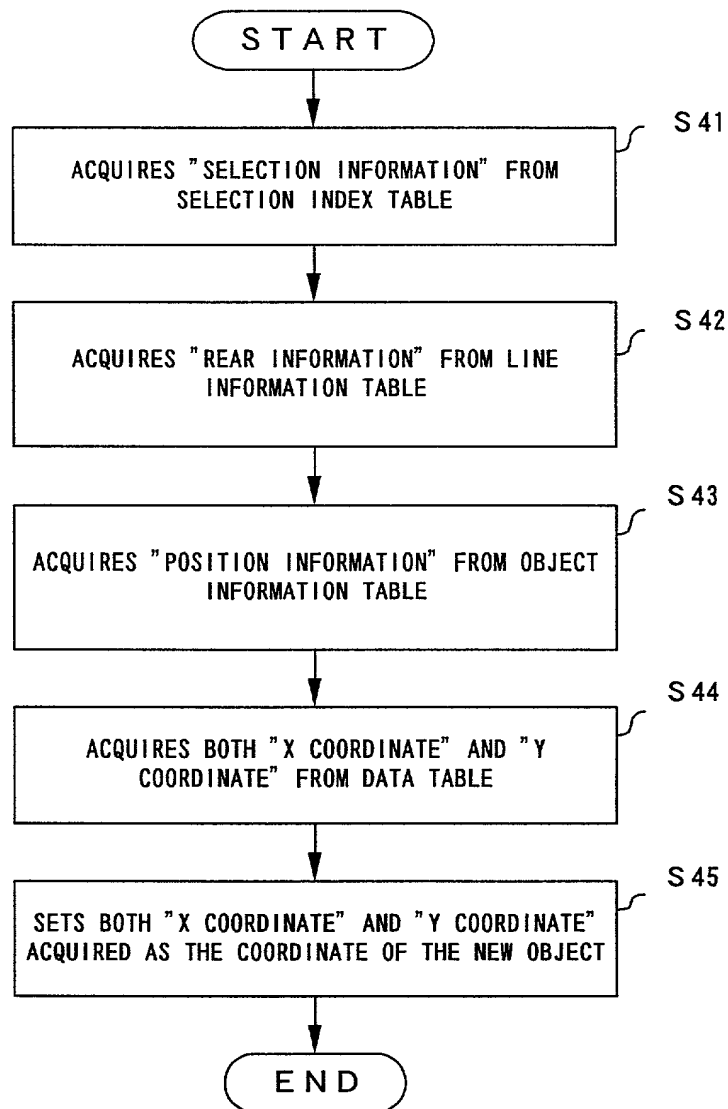 START
S41
ACQUIRES "SELECTION INFORMATION" FROM
SELECTION INDEX TABLE
S42
ACQUIRES "REAR INFORMATION" FROM LINE
INFORMATION TABLE
S43
ACQUIRES "POSITION INFORMATION" FROM OBJECT
INFORMATION TABLE
S44
ACQUIRES BOTH "X COORDINATE" AND "Y
COORDINATE" FROM DATA TABLE
S45
SETS BOTH "X COORDINATE" AND "Y COORDINATE"
ACQUIRED AS THE COORDINATE OF THE NEW OBJECT
END